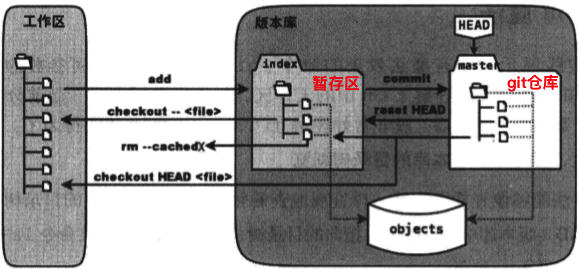 工作区
版本库
HEAD
index
master
暂存区
git仓库
add
commit
checkout -- <file>
reset HEAD
rm --cached
checkout HEAD <file>
objects